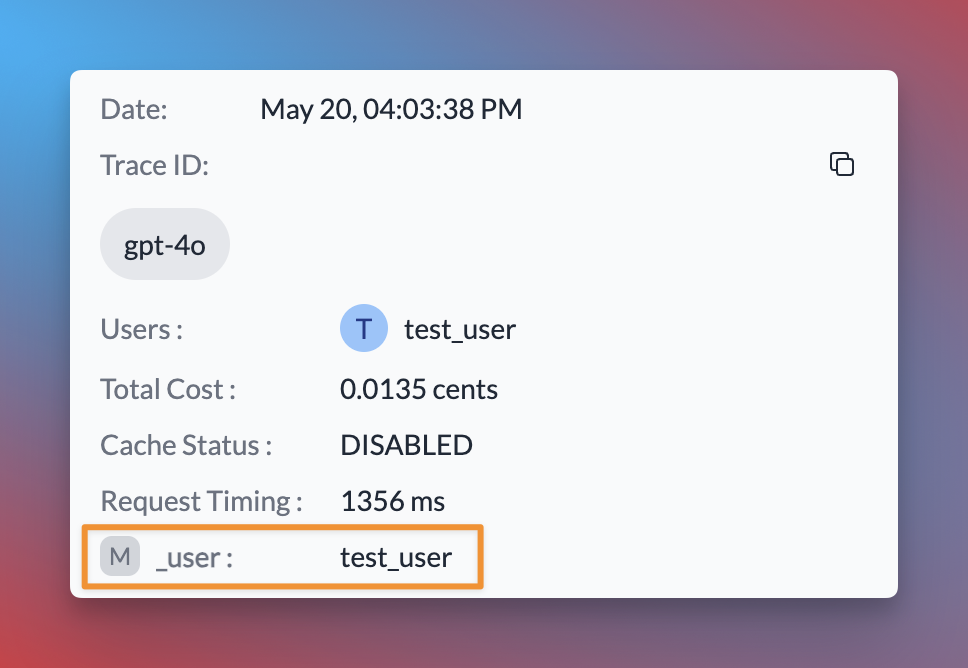 Date: May 20, 04:03:38 PM
Trace ID:
gpt-4o
Users : T test_user
Total Cost : 0.0135 cents
Cache Status : DISABLED
Request Timing : 1356 ms
M _user : test_user